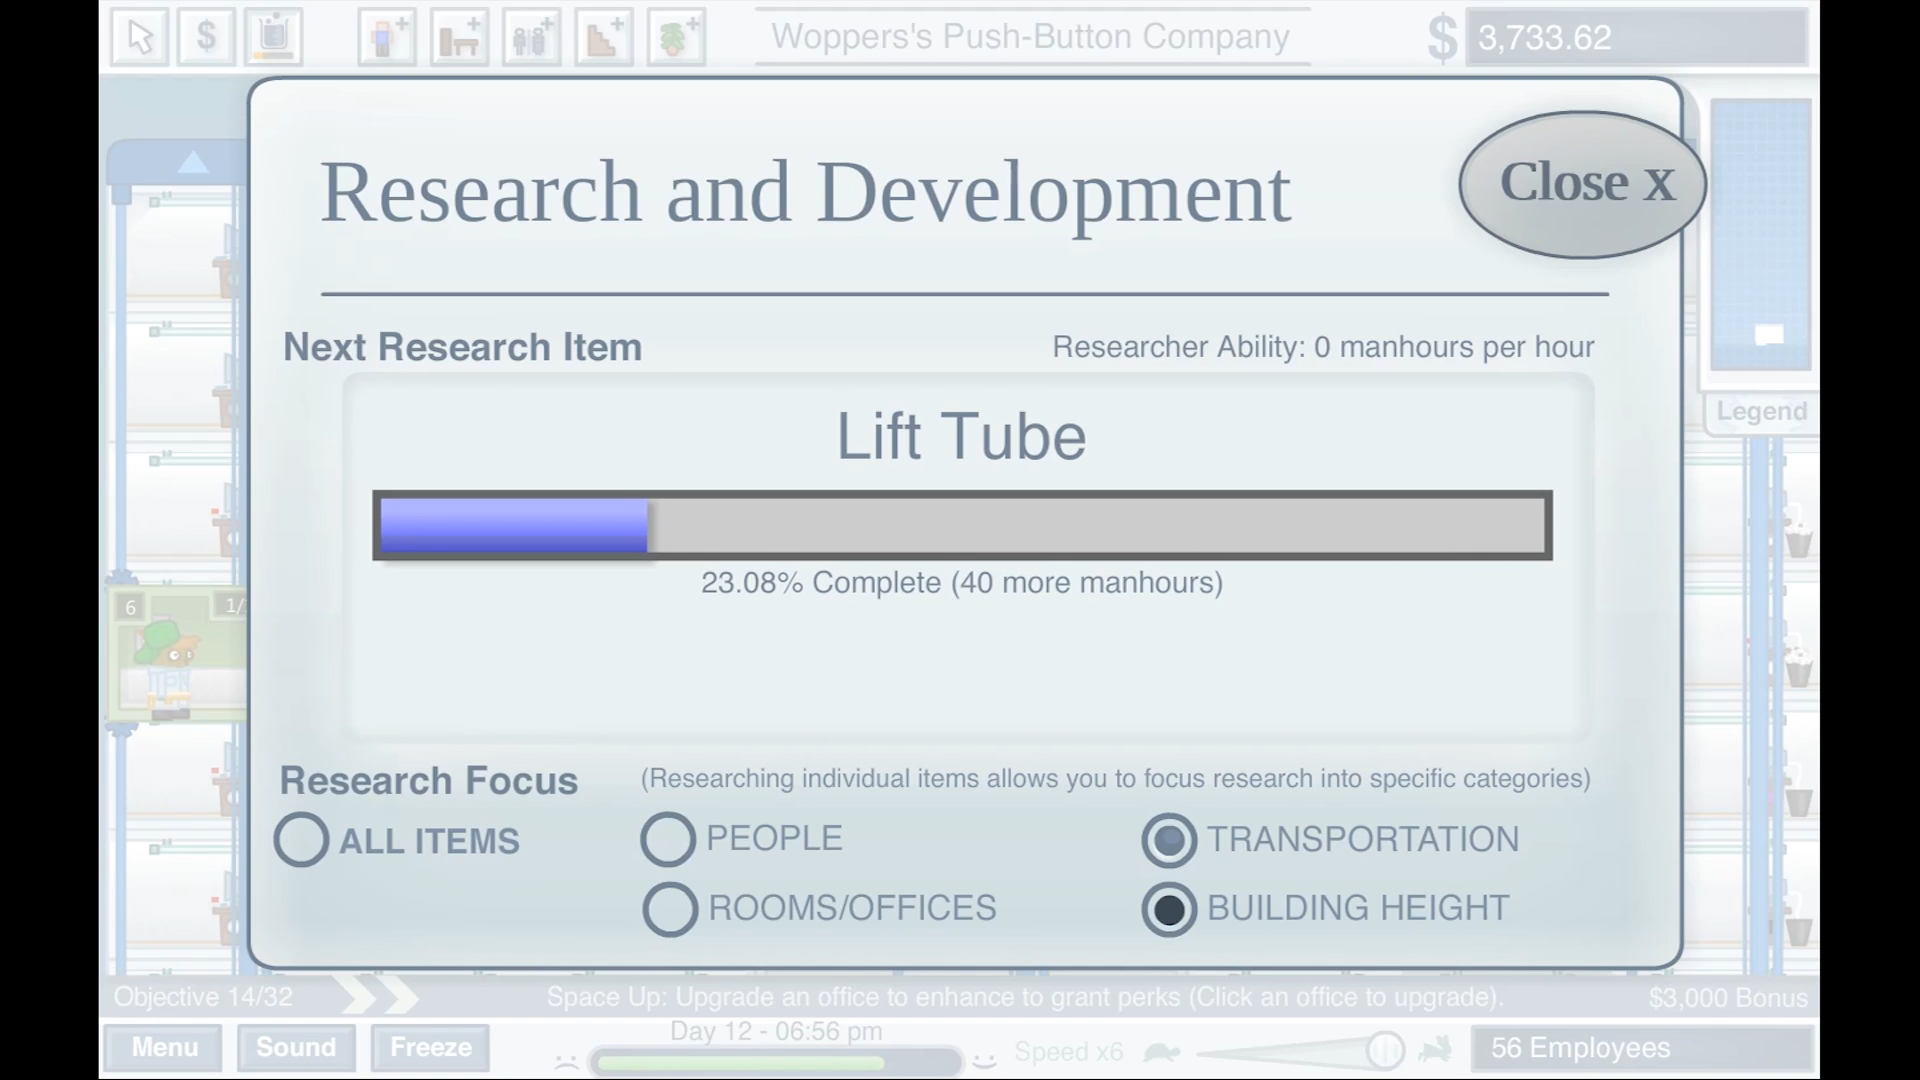 $
Woppers's Push-Button Company
$ 3,733.62
Research and Development
Close X
Next Research Item
Researcher Ability: 0 manhours per hour
Lift Tube
Legend
23.08% Complete (40 more manhours)
6
1/
Research Focus
(Researching individual items allows you to focus research into specific categories)
ALL ITEMS
PEOPLE
TRANSPORTATION
ROOMS/OFFICES
BUILDING HEIGHT
Objective 14/32
Space Up: Upgrade an office to enhance to grant perks (Click an office to upgrade).
$3,000 Bonus
Menu
Sound
Freeze
Day 12 - 06:56 pm
Speed x6
56 Employees